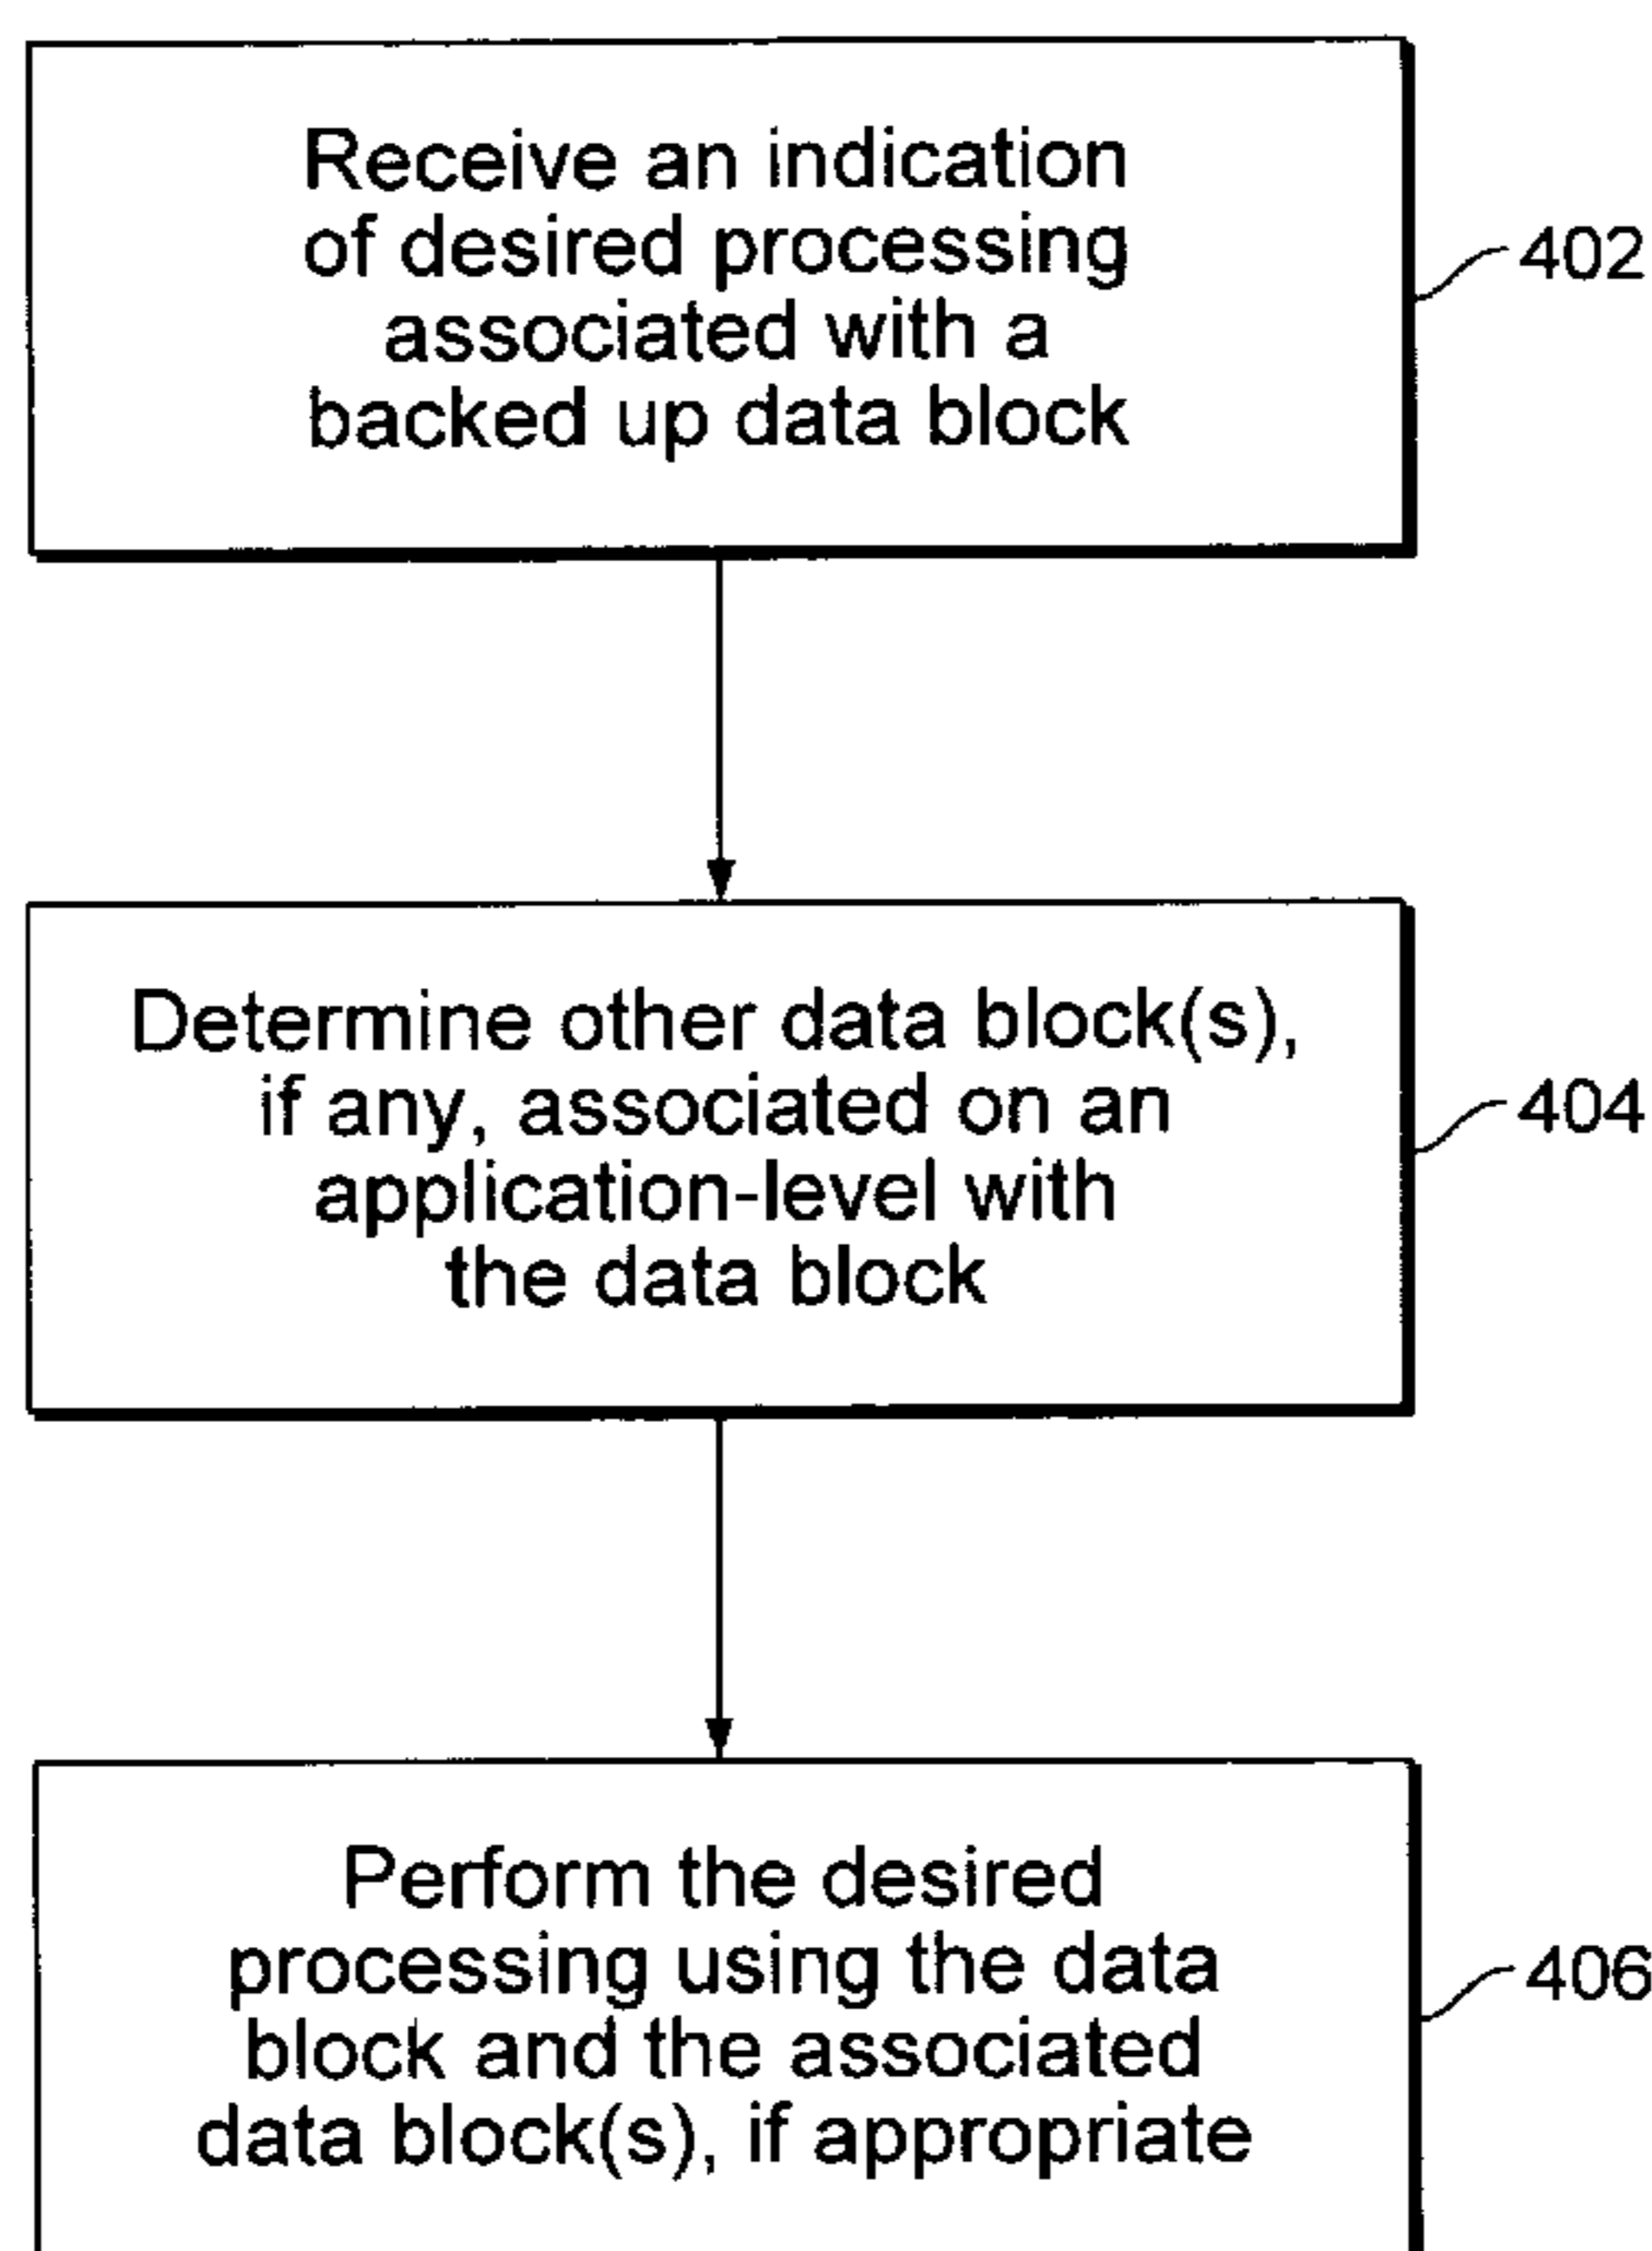 Receive an indication
of desired processing
associated with a
backed up data block
402
Determine other data block(s),
if any, associated on an
application-level with
the data block
404
Perform the desired
processing using the data
block and the associated
data block(s), if appropriate
406